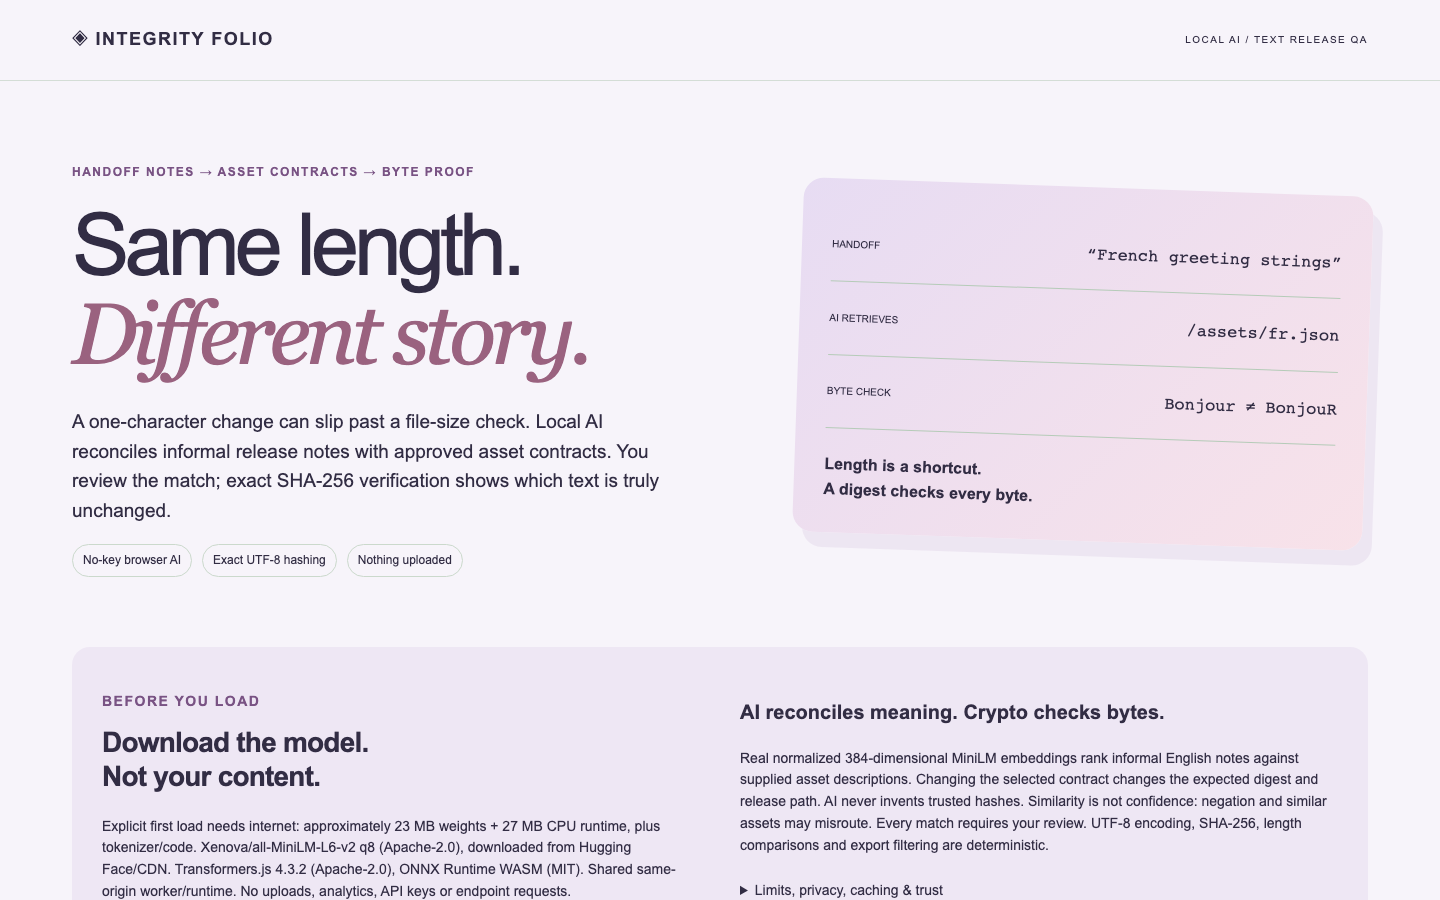 ◈ INTEGRITY FOLIO
LOCAL AI / TEXT RELEASE QA
HANDOFF NOTES → ASSET CONTRACTS → BYTE PROOF
Same length.
Different story.
A one-character change can slip past a file-size check. Local AI
reconciles informal release notes with approved asset contracts. You
review the match; exact SHA-256 verification shows which text is truly
unchanged.
No-key browser AI
Exact UTF-8 hashing
Nothing uploaded
HANDOFF
“French greeting strings”
AI RETRIEVES
/assets/fr.json
BYTE CHECK
Bonjour ≠ BonjouR
Length is a shortcut.
A digest checks every byte.
BEFORE YOU LOAD
Download the model.
Not your content.
Explicit first load needs internet: approximately 23 MB weights + 27 MB CPU runtime, plus
tokenizer/code. Xenova/all-MiniLM-L6-v2 q8 (Apache-2.0), downloaded from Hugging
Face/CDN. Transformers.js 4.3.2 (Apache-2.0), ONNX Runtime WASM (MIT). Shared same-
origin worker/runtime. No uploads, analytics, API keys or endpoint requests.
AI reconciles meaning. Crypto checks bytes.
Real normalized 384-dimensional MiniLM embeddings rank informal English notes against
supplied asset descriptions. Changing the selected contract changes the expected digest and
release path. AI never invents trusted hashes. Similarity is not confidence: negation and similar
assets may misroute. Every match requires your review. UTF-8 encoding, SHA-256, length
comparisons and export filtering are deterministic.
▶ Limits, privacy, caching & trust